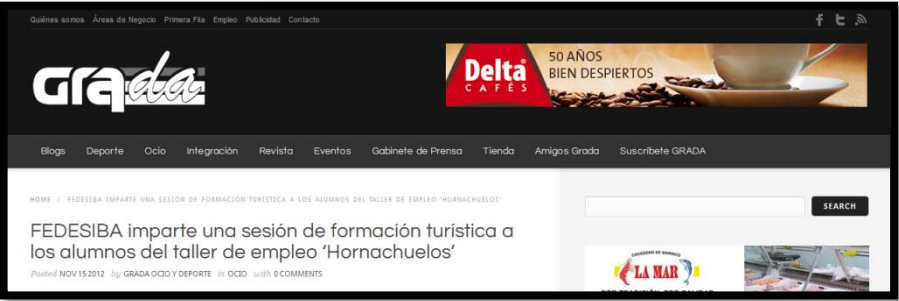 Quiénes somos Áreas de Negocio Primera Fila Empleo Publicidad Contacto
Grada
Delta
CAFÉS
50 AÑOS
BIEN DESPIERTOS
Blogs Deporte Ocio Integración Revista Eventos Gabinete de Prensa Tienda Amigos Grada Suscríbete GRADA
HOME / FEDESIBA IMPARTE UNA SESIÓN DE FORMACIÓN TURÍSTICA A LOS ALUMNOS DEL TALLER DE EMPLEO 'HORNACHUELOS'
SEARCH
FEDESIBA imparte una sesión de formación turística a
los alumnos del taller de empleo ‘Hornachuelos’
Posted NOV 15 2012 by GRADA OCIO Y DEPORTE in OCIO with 0 COMMENTS
LA MAR